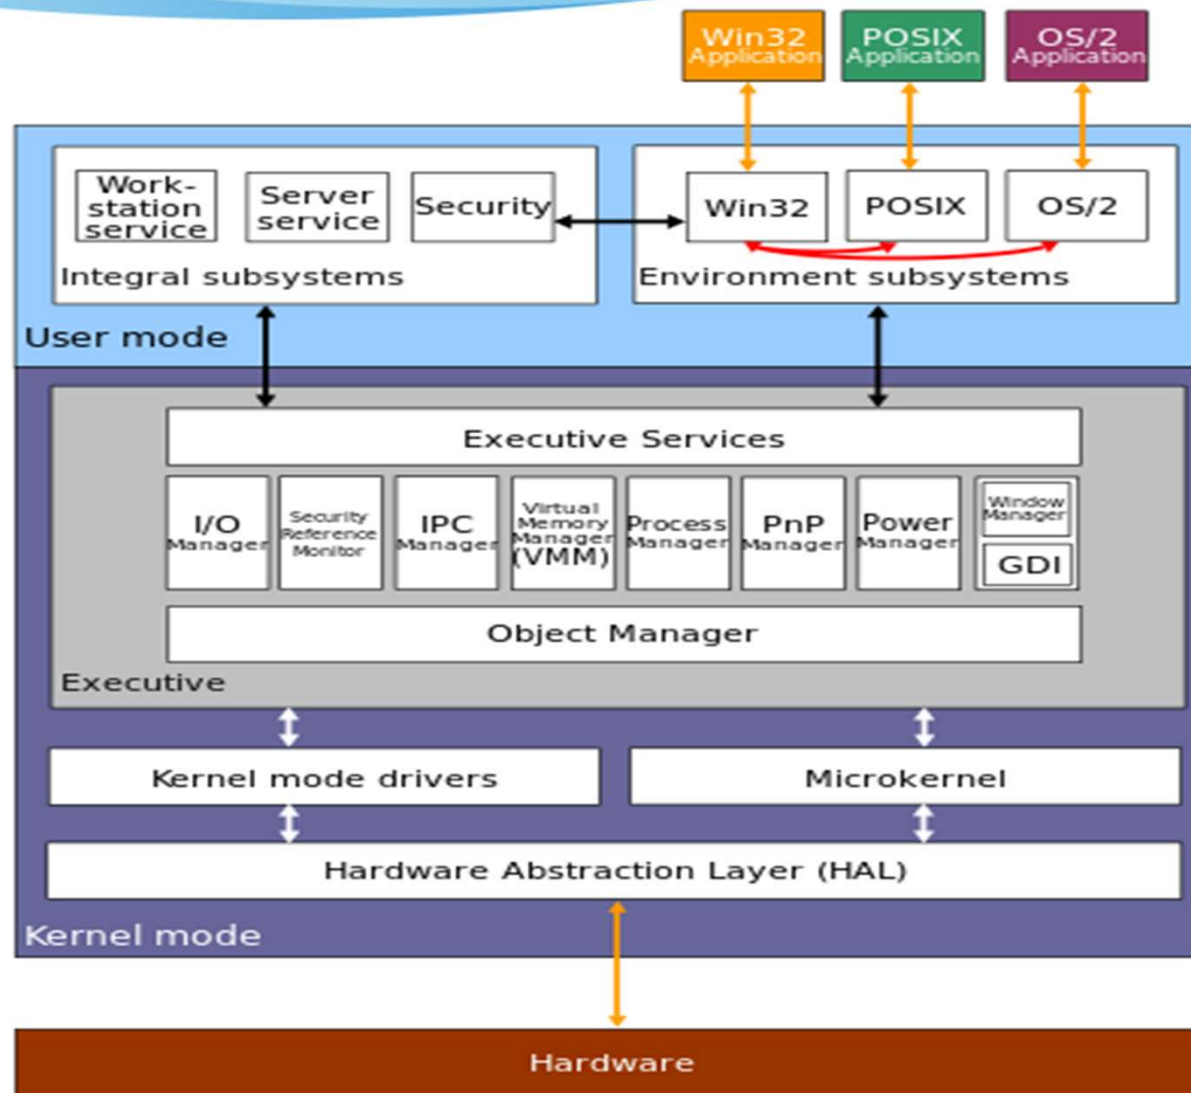 Win32
Application
POSIX
Application
OS/2
Application
Work-
station
service
Server
service
Security
Integral subsystems
Win32
POSIX
OS/2
Environment subsystems
User mode
Executive Services
I/O
Manager
Security
Reference
Monitor
IPC
Manager
Virtual
Memory
Manager
(VMM)
Process
Manager
PnP
Manager
Power
Manager
Window
Manager
GDI
Object Manager
Executive
Kernel mode drivers
Microkernel
Hardware Abstraction Layer (HAL)
Kernel mode
Hardware